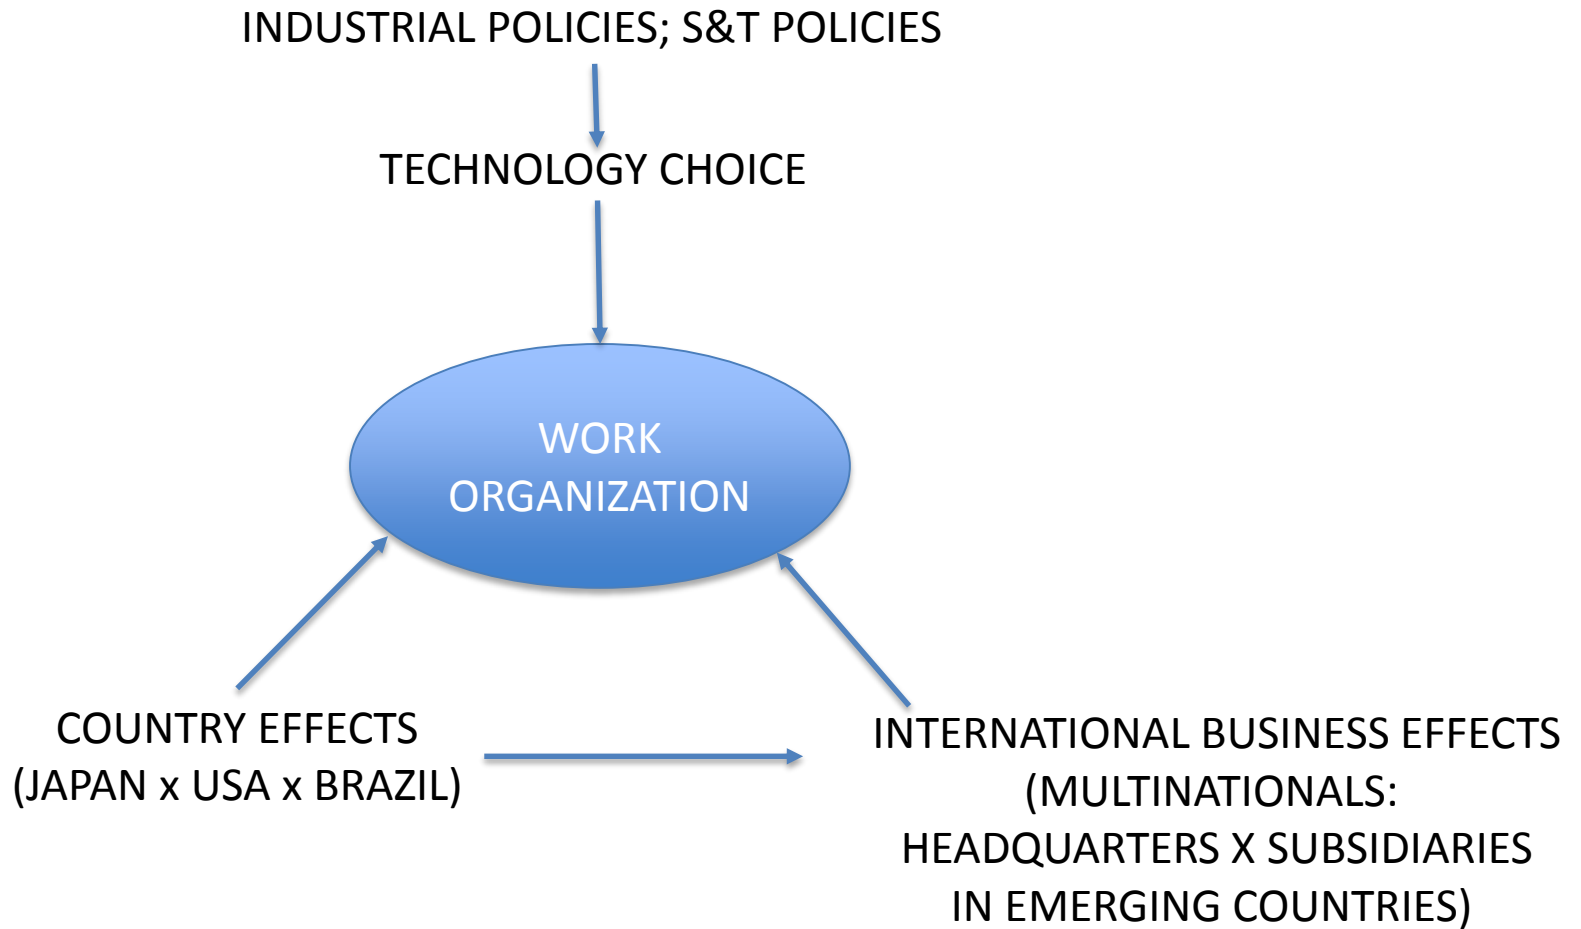 INDUSTRIAL POLICIES; S&T POLICIES
TECHNOLOGY CHOICE
WORK
ORGANIZATION
COUNTRY EFFECTS
(JAPAN x USA x BRAZIL)
INTERNATIONAL BUSINESS EFFECTS
(MULTINATIONALS:
HEADQUARTERS X SUBSIDIARIES
IN EMERGING COUNTRIES)